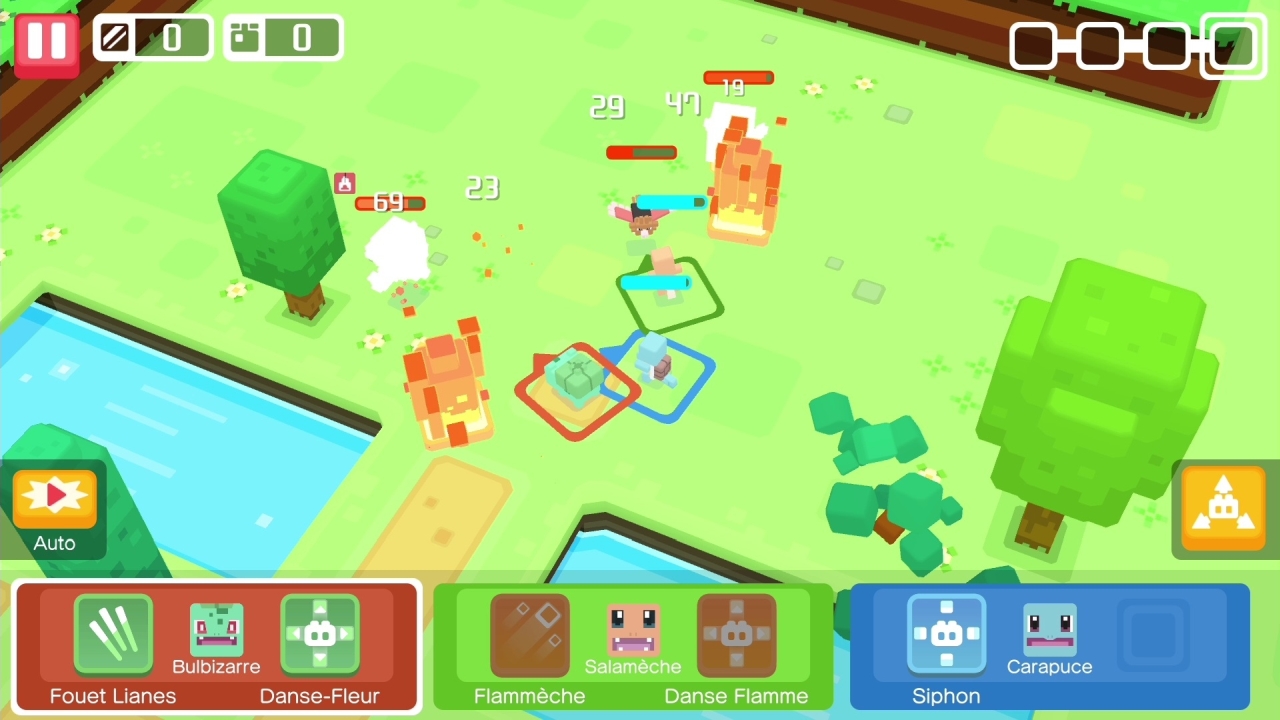 0
0
19
29
47
69
23
Auto
Bulbizarre
Salamèche
Carapuce
Fouet Lianes
Danse-Fleur
Flammèche
Danse Flamme
Siphon